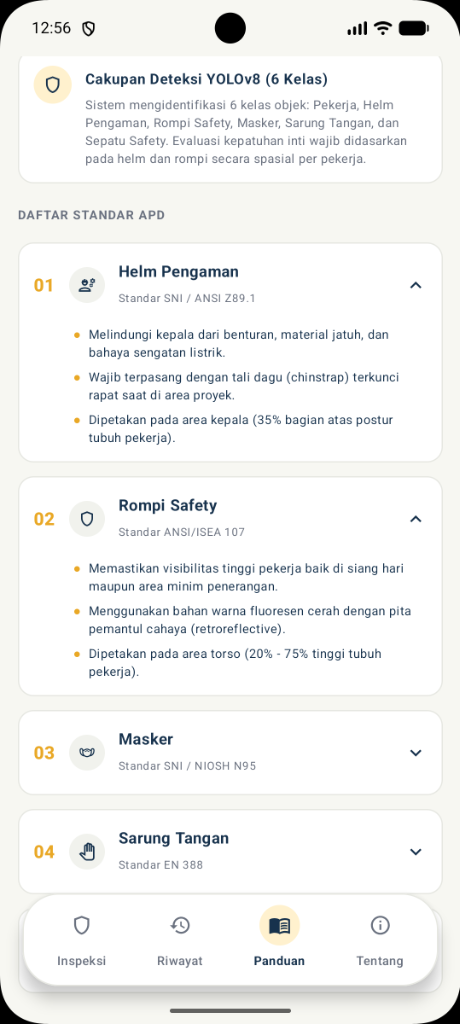 12:56
Cakupan Deteksi YOLOv8 (6 Kelas)
Sistem mengidentifikasi 6 kelas objek: Pekerja, Helm
Pengaman, Rompi Safety, Masker, Sarung Tangan, dan
Sepatu Safety. Evaluasi kepatuhan inti wajib didasarkan
pada helm dan rompi secara spasial per pekerja.
DAFTAR STANDAR APD
01
Helm Pengaman
Standar SNI / ANSI Z89.1
Melindungi kepala dari benturan, material jatuh, dan
bahaya sengatan listrik.
Wajib terpasang dengan tali dagu (chinstrap) terkunci
rapat saat di area proyek.
Dipetakan pada area kepala (35% bagian atas postur
tubuh pekerja).
02
Rompi Safety
Standar ANSI/ISEA 107
Memastikan visibilitas tinggi pekerja baik di siang hari
maupun area minim penerangan.
Menggunakan bahan warna fluoresen cerah dengan pita
pemantul cahaya (retroreflective).
Dipetakan pada area torso (20% - 75% tinggi tubuh
pekerja).
03
Masker
Standar SNI / NIOSH N95
04
Sarung Tangan
Standar EN 388
Inspeksi
Riwayat
Panduan
Tentang